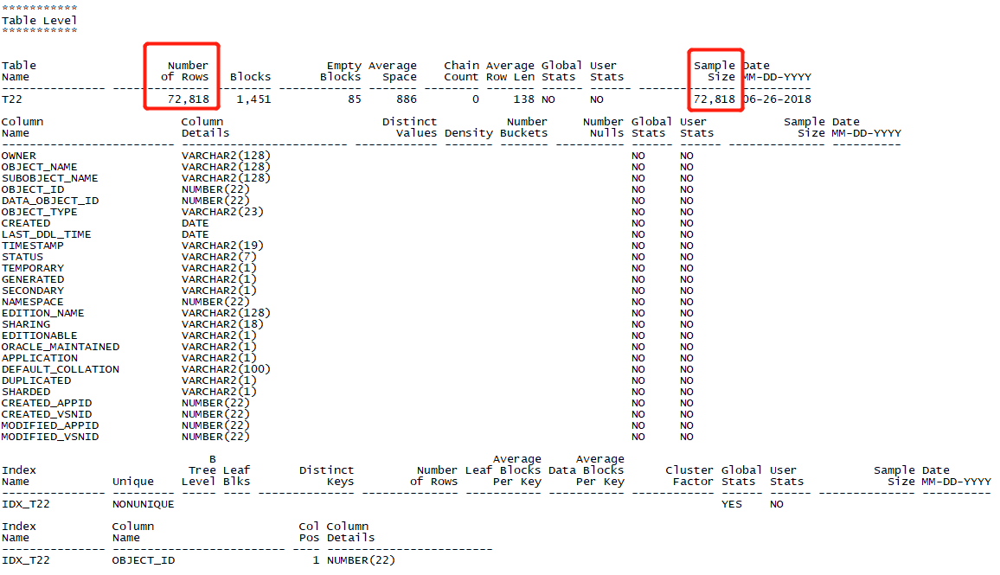 ***********
Table Level
***********
Table Number Empty Average Chain Average Global User Sample Date
Name of Rows Blocks Blocks Space Count Row Len Stats Stats Size MM-DD-YYYY
--------------- -------------- -------- ------------ ------- -------- ------- ------ ------ -------------- ----------
T22 72,818 1,451 85 886 0 138 NO NO 72,818 06-26-2018
Column Column Distinct Number Number Global User Sample Date
Name Details Values Density Buckets Nulls Stats Stats Size MM-DD-YYYY
------------------------- ------------------------ ------------ ------- ------- ---------- ------ ------ -------------- ----------
OWNER VARCHAR2(128) NO NO
OBJECT_NAME VARCHAR2(128) NO NO
SUBOBJECT_NAME VARCHAR2(128) NO NO
OBJECT_ID NUMBER(22) NO NO
DATA_OBJECT_ID NUMBER(22) NO NO
OBJECT_TYPE VARCHAR2(23) NO NO
CREATED DATE NO NO
LAST_DDL_TIME DATE NO NO
TIMESTAMP VARCHAR2(19) NO NO
STATUS VARCHAR2(7) NO NO
TEMPORARY VARCHAR2(1) NO NO
GENERATED VARCHAR2(1) NO NO
SECONDARY VARCHAR2(1) NO NO
NAMESPACE NUMBER(22) NO NO
EDITION_NAME VARCHAR2(128) NO NO
SHARING VARCHAR2(18) NO NO
EDITIONABLE VARCHAR2(1) NO NO
ORACLE_MAINTAINED VARCHAR2(1) NO NO
APPLICATION VARCHAR2(1) NO NO
DEFAULT_COLLATION VARCHAR2(100) NO NO
DUPLICATED VARCHAR2(1) NO NO
SHARDED VARCHAR2(1) NO NO
CREATED_APPID NUMBER(22) NO NO
CREATED_VSNID NUMBER(22) NO NO
MODIFIED_APPID NUMBER(22) NO NO
MODIFIED_VSNID NUMBER(22) NO NO
B Average Average
Index Tree Leaf Distinct Number Leaf Blocks Data Blocks Cluster Global User Sample Date
Name Unique Level Blks Keys of Rows Per Key Per Key Factor Stats Stats Size MM-DD-YYYY
--------------- --------- ----- ---- -------------- -------------- ----------- ----------- ------------ ------ ------ -------------- ----------
IDX_T22 NONUNIQUE YES NO
Index Column Col Column
Name Name Pos Details
--------------- ------------------------- ---- ------------------------
IDX_T22 OBJECT_ID 1 NUMBER(22)